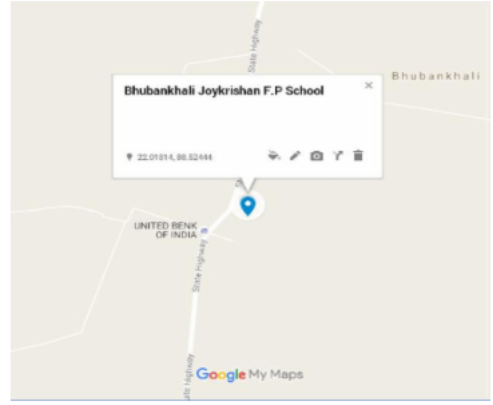 State Highway
Bhubankhali
Bhubankhali Joykrishan F.P School
×
22.01814, 88.52444
State
UNITED BENK
OF INDIA
State Highway
Google My Maps